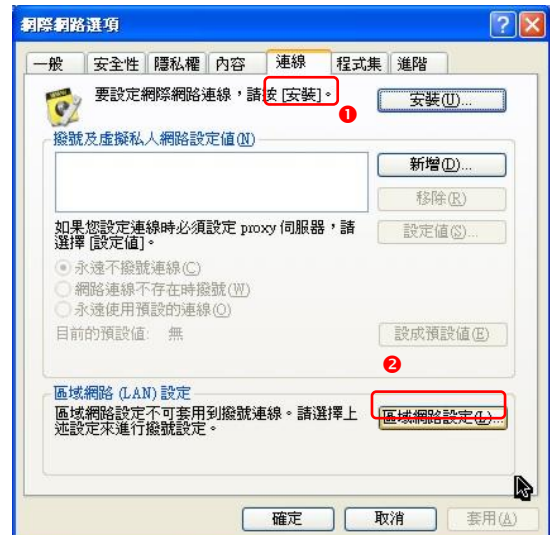 網際網路選項
一般 安全性 隱私權 內容 連線 程式集 進階
要設定網際網路連線，請按 [安裝]。
安裝(U)...
1
撥號及虛擬私人網路設定值(N)
新增(D)...
移除(R)
如果您設定連線時必須設定 proxy 伺服器，請
選擇 [設定值]。
設定值(S)...
永遠不撥號連線(C)
網路連線不存在時撥號(W)
永遠使用預設的連線(O)
目前的預設值: 無
設成預設值(E)
2
區域網路 (LAN) 設定
區域網路設定不可套用到撥號連線。請選擇上
述設定來進行撥號設定。
區域網路設定(L)...
確定 取消 套用(A)